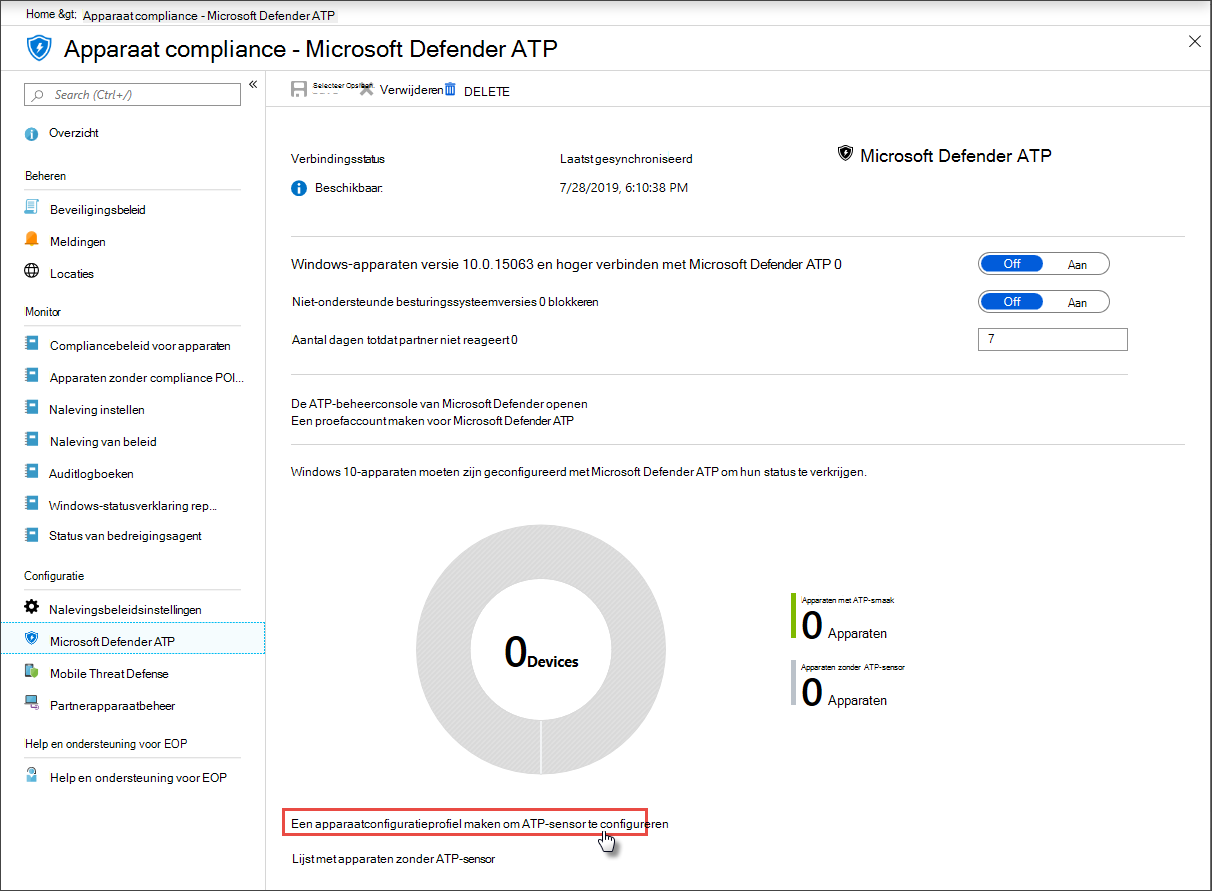 Home &gt; Apparaat compliance - Microsoft Defender ATP
Apparaat compliance - Microsoft Defender ATP
Search (Ctrl+/)
Overzicht
Beheren
Beveiligingsbeleid
Meldingen
Locaties
Monitor
Compliancebeleid voor apparaten
Apparaten zonder compliance POI...
Naleving instellen
Naleving van beleid
Auditlogboeken
Windows-statusverklaring rep...
Status van bedreigingsagent
Configuratie
Nalevingsbeleidsinstellingen
Microsoft Defender ATP
Mobile Threat Defense
Partnerapparaatbeheer
Help en ondersteuning voor EOP
Help en ondersteuning voor EOP
Selecteer Opslaan. Verwijderen DELETE
Verbindingsstatus
Beschikbaar.
Laatst gesynchroniseerd
7/28/2019, 6:10:38 PM
Microsoft Defender ATP
Windows-apparaten versie 10.0.15063 en hoger verbinden met Microsoft Defender ATP 0
Off Aan
Niet-ondersteunde besturingssysteemversies 0 blokkeren
Off Aan
Aantal dagen totdat partner niet reageert 0
7
De ATP-beheerconsole van Microsoft Defender openen
Een proefaccount maken voor Microsoft Defender ATP
Windows 10-apparaten moeten zijn geconfigureerd met Microsoft Defender ATP om hun status te verkrijgen.
0 Devices
Apparaten met ATP-smaak
0 Apparaten
Apparaten zonder ATP-sensor
0 Apparaten
Een apparaatconfiguratieprofiel maken om ATP-sensor te configureren
Lijst met apparaten zonder ATP-sensor